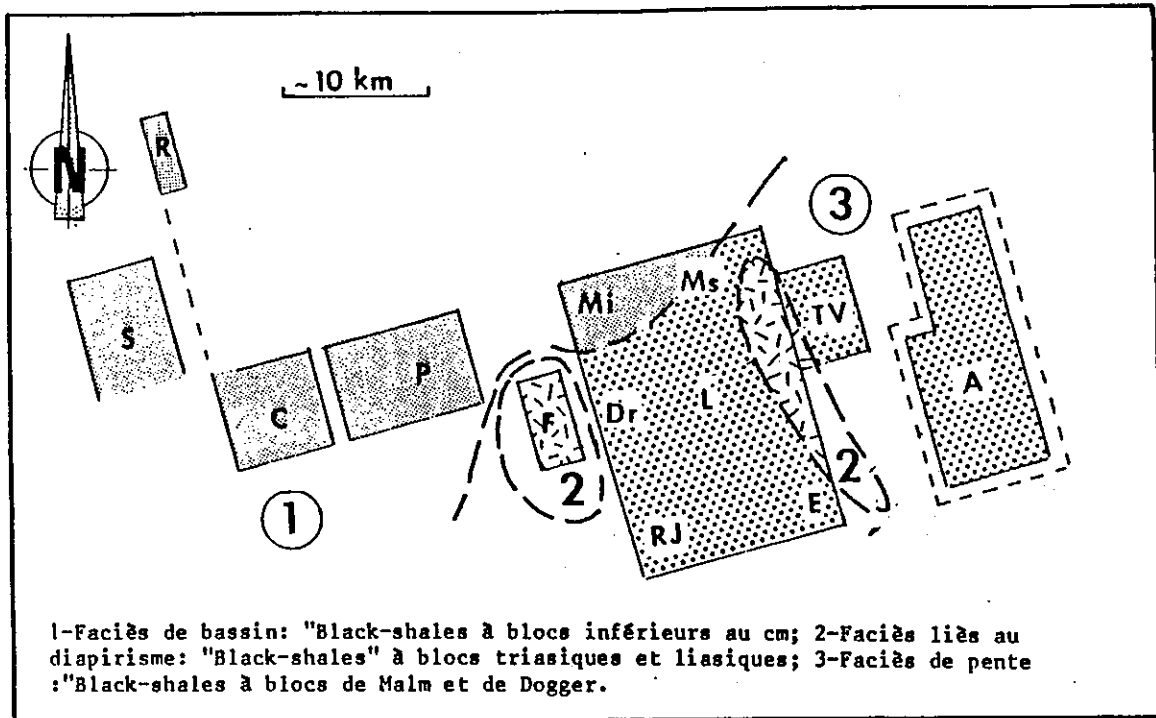 ~10 km
N
R
3
S
Mi
Ms
TV
P
C
F
Dr
L
A
2
2
1
E
RJ
1-Faciès de bassin: "Black-shales à blocs inférieurs au cm; 2-Faciès liès au
diapirisme: "Black-shales" à blocs triasiques et liasiques; 3-Faciès de pente
:"Black-shales à blocs de Malm et de Dogger.